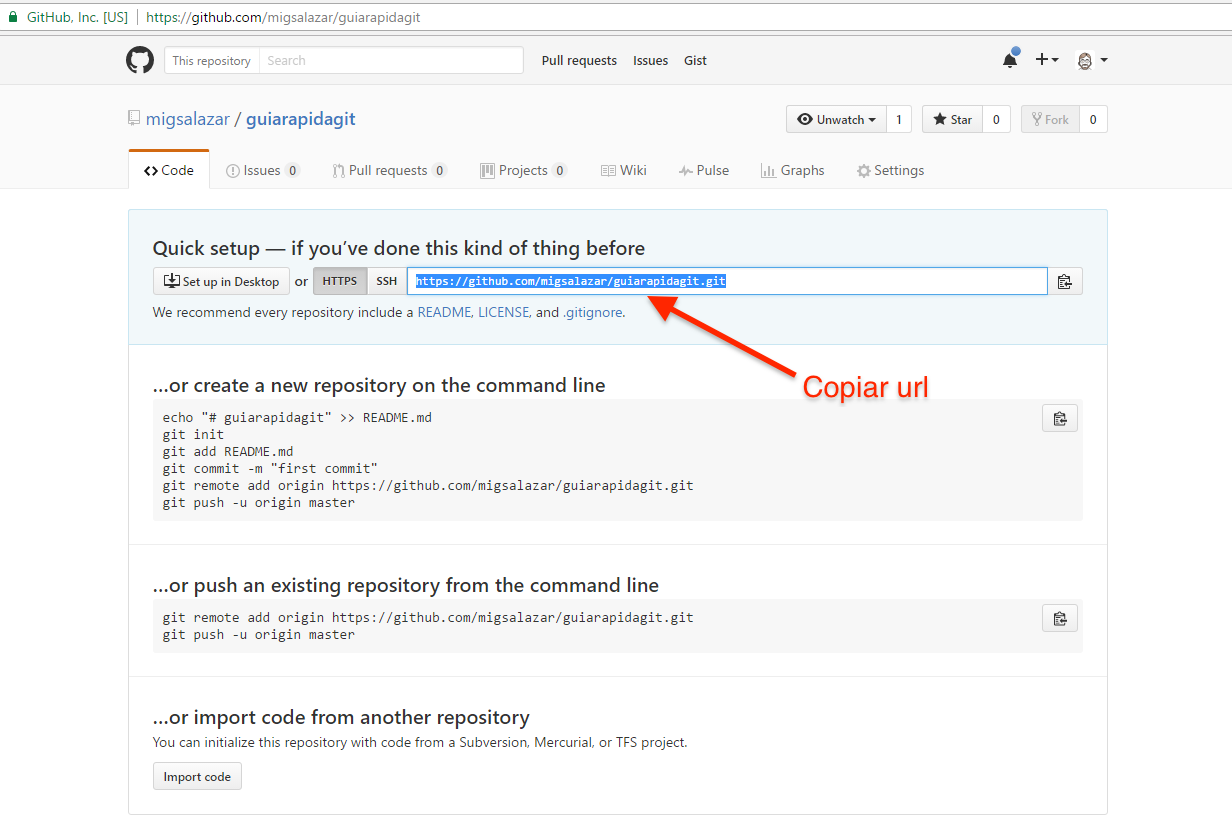 GitHub, Inc. [US] https://github.com/migsalazar/guiarapidagit
This repository Search Pull requests Issues Gist
migsalazar / guiarapidagit Unwatch 1 Star 0 Fork 0
Code Issues 0 Pull requests 0 Projects 0 Wiki Pulse Graphs Settings
Quick setup — if you’ve done this kind of thing before
Set up in Desktop or HTTPS SSH https://github.com/migsalazar/guiarapidagit.git
We recommend every repository include a README, LICENSE, and .gitignore.
Copiar url
…or create a new repository on the command line
echo "# guiarapidagit" >> README.md
git init
git add README.md
git commit -m "first commit"
git remote add origin https://github.com/migsalazar/guiarapidagit.git
git push -u origin master
…or push an existing repository from the command line
git remote add origin https://github.com/migsalazar/guiarapidagit.git
git push -u origin master
…or import code from another repository
You can initialize this repository with code from a Subversion, Mercurial, or TFS project.
Import code